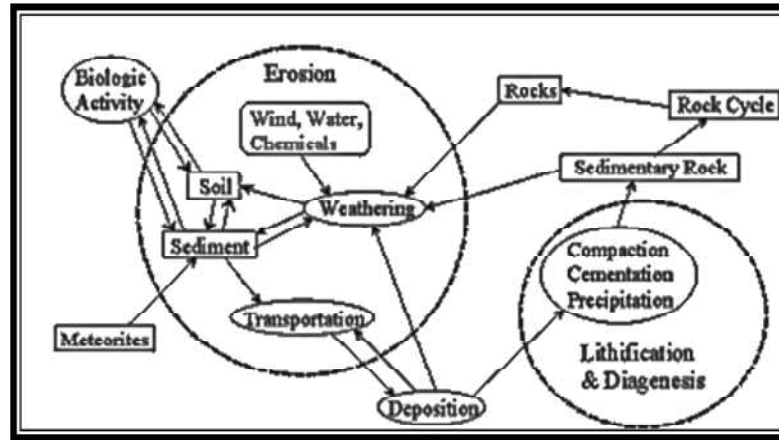 Biologic
Activity
Erosion
Wind, Water,
Chemicals
Rocks
Rock Cycle
Soil
Weathering
Sedimentary Rock
Sediment
Compaction
Cementation
Precipitation
Transportation
Meteorites
Lithification
& Diagenesis
Deposition